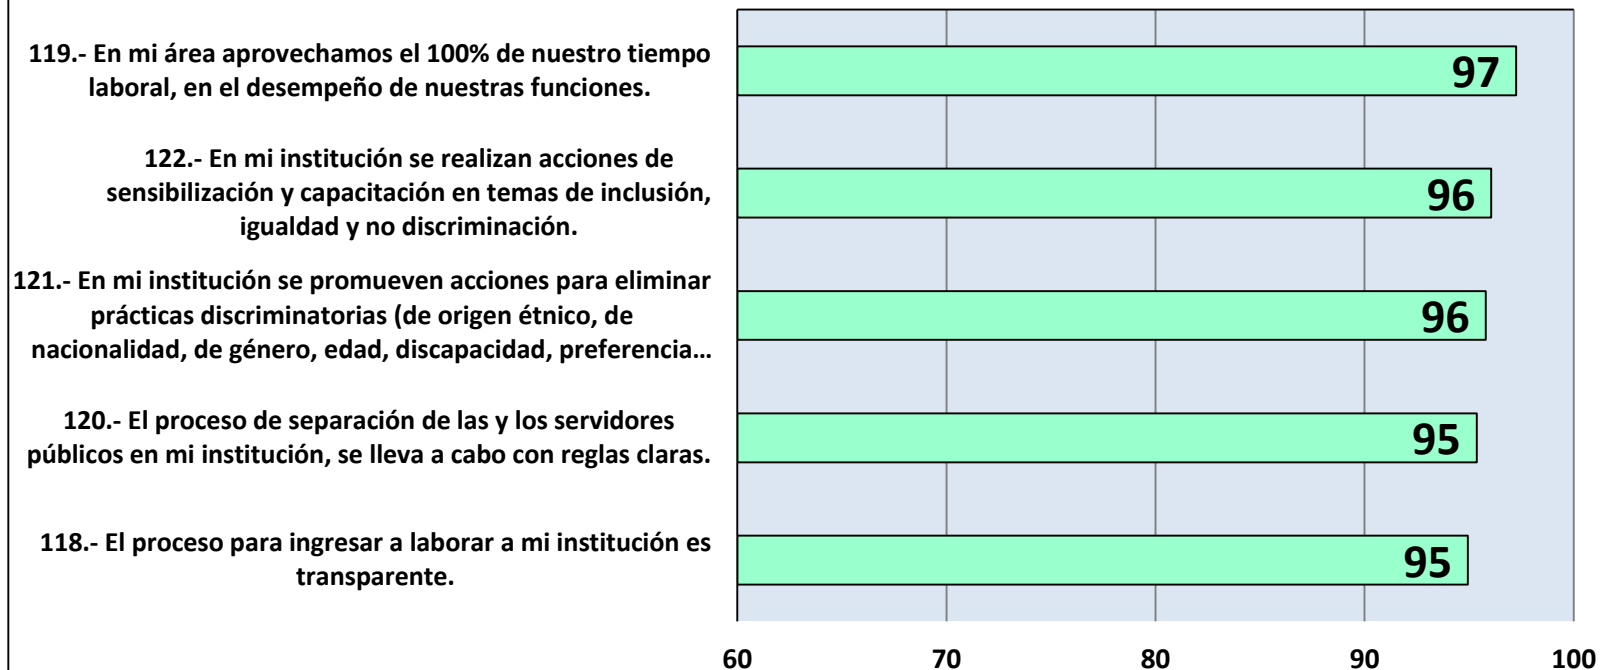 119.- En mi área aprovechamos el 100% de nuestro tiempo
laboral, en el desempeño de nuestras funciones.
97
122.- En mi institución se realizan acciones de
sensibilización y capacitación en temas de inclusión,
igualdad y no discriminación.
96
121.- En mi institución se promueven acciones para eliminar
prácticas discriminatorias (de origen étnico, de
nacionalidad, de género, edad, discapacidad, preferencia…
96
120.- El proceso de separación de las y los servidores
públicos en mi institución, se lleva a cabo con reglas claras.
95
118.- El proceso para ingresar a laborar a mi institución es
transparente.
95
60 70 80 90 100